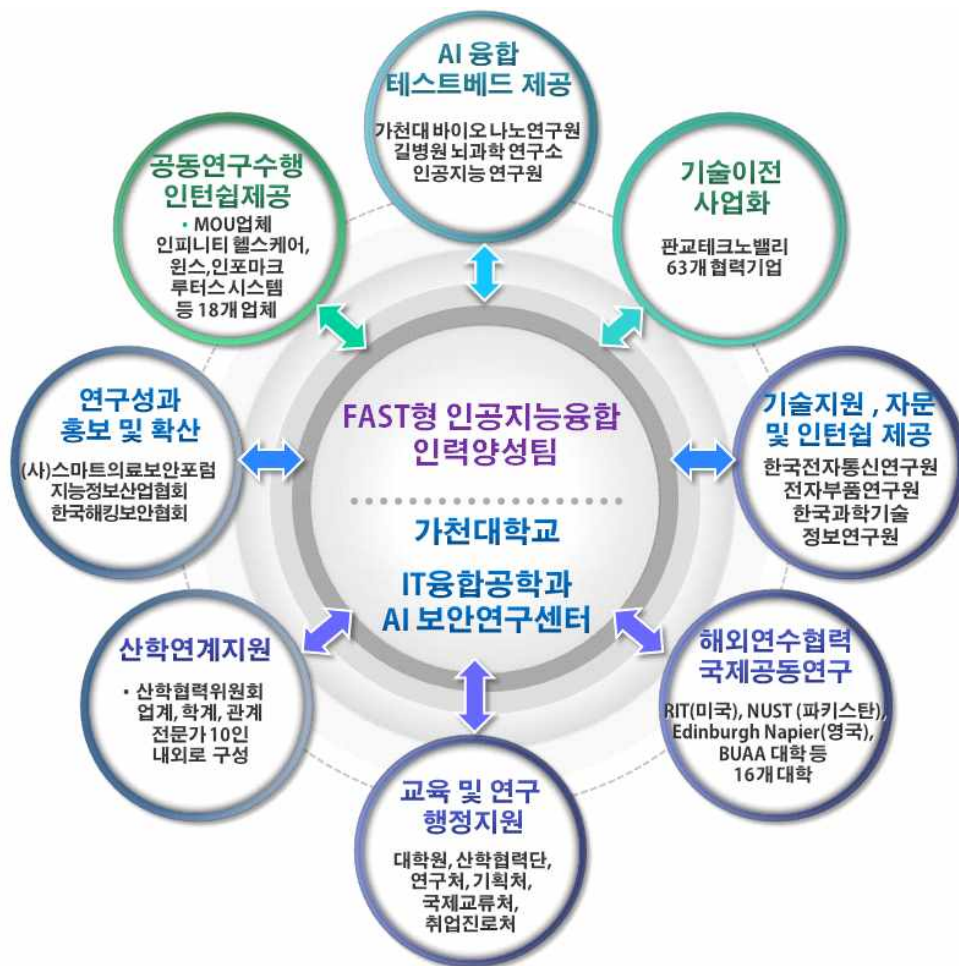 AI 융합
테스트베드 제공
가천대 바이오 나노연구원
길병원 뇌과학 연구소
인공지능 연구원
기술이전
사업화
판교테크노밸리
63개 협력기업
기술지원 , 자문
및 인턴쉽 제공
한국전자통신연구원
전자부품연구원
한국과학기술
정보연구원
해외연수협력
국제공동연구
RIT(미국), NUST (파키스탄),
Edinburgh Napier(영국),
BUAA 대학 등
16개 대학
교육 및 연구
행정지원
대학원, 산학협력단,
연구처, 기획처,
국제교류처,
취업진로처
산학연계지원
• 산학협력위원회
업계, 학계, 관계
전문가 10인
내외로 구성
연구성과
홍보 및 확산
(사)스마트의료보안포럼
지능정보산업협회
한국해킹보안협회
공동연구수행
인턴쉽제공
• MOU업체
인피니티 헬스케어,
윈스,인포마크
루터스 시스템
등 18개 업체
FAST형 인공지능융합
인력양성팀
가천대학교
IT융합공학과
AI 보안연구센터